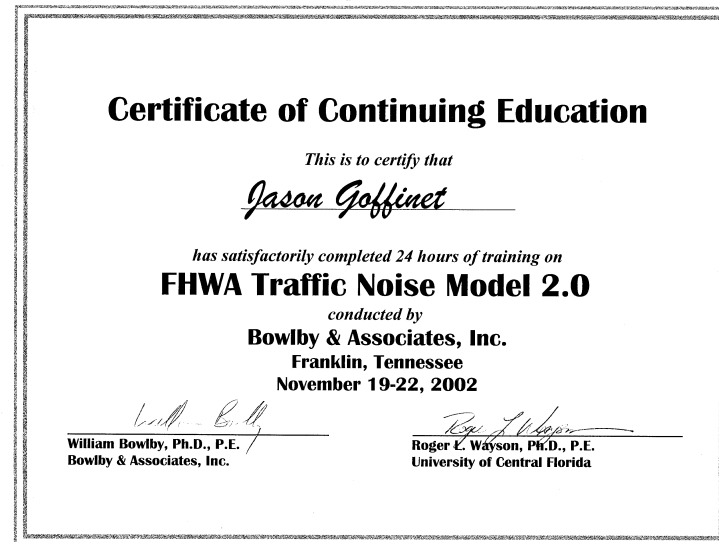 Certificate of Continuing Education
This is to certify that
Jason Goffinet
has satisfactorily completed 24 hours of training on
FHWA Traffic Noise Model 2.0
conducted by
Bowlby & Associates, Inc.
Franklin, Tennessee
November 19-22, 2002
William Bowlby, Ph.D., P.E.
Bowlby & Associates, Inc.
Roger L. Wayson, Ph.D., P.E.
University of Central Florida